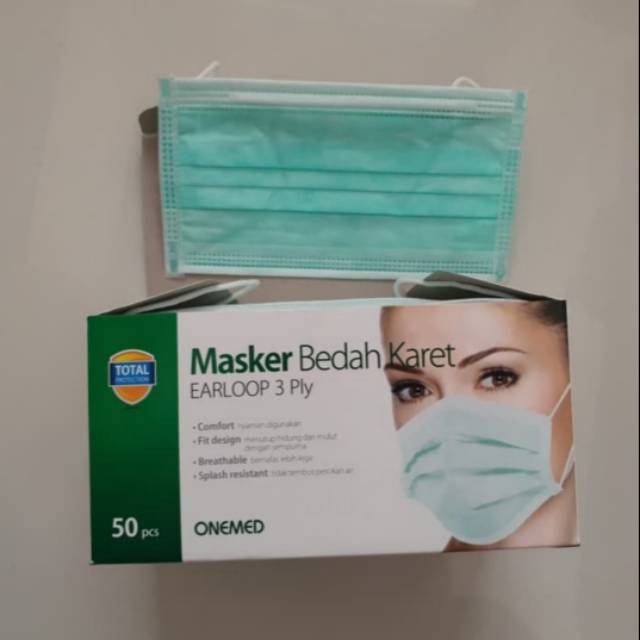 TOTAL
PROTECTION
Masker Bedah Karet
EARLOOP 3 Ply
• Comfort nyaman digunakan
• Fit design menutup hidung dan mulut
dengan sempurna
• Breathable bernafas lebih lega
• Splash resistant tidak tembus percikan air
50 pcs
ONEMED